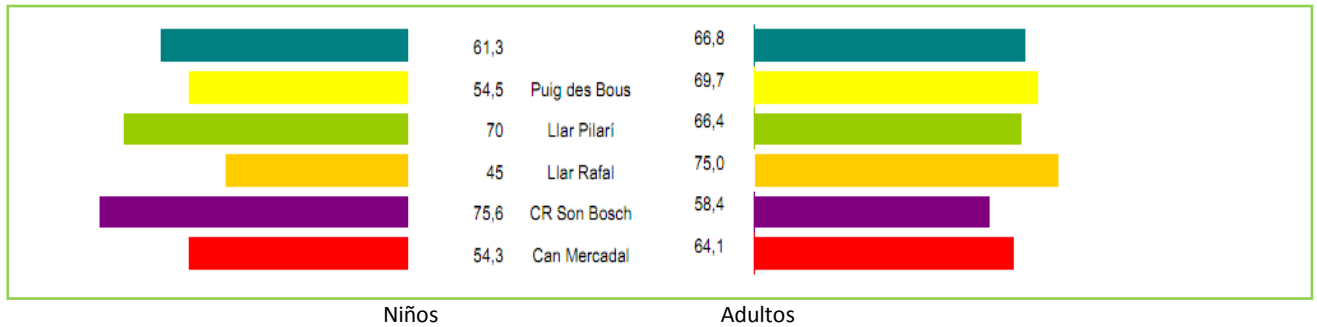 61,3 66,8
54,5 Puig des Bous 69,7
70 Llar Pilarí 66,4
45 Llar Rafal 75,0
75,6 CR Son Bosch 58,4
54,3 Can Mercadal 64,1
Niños Adultos